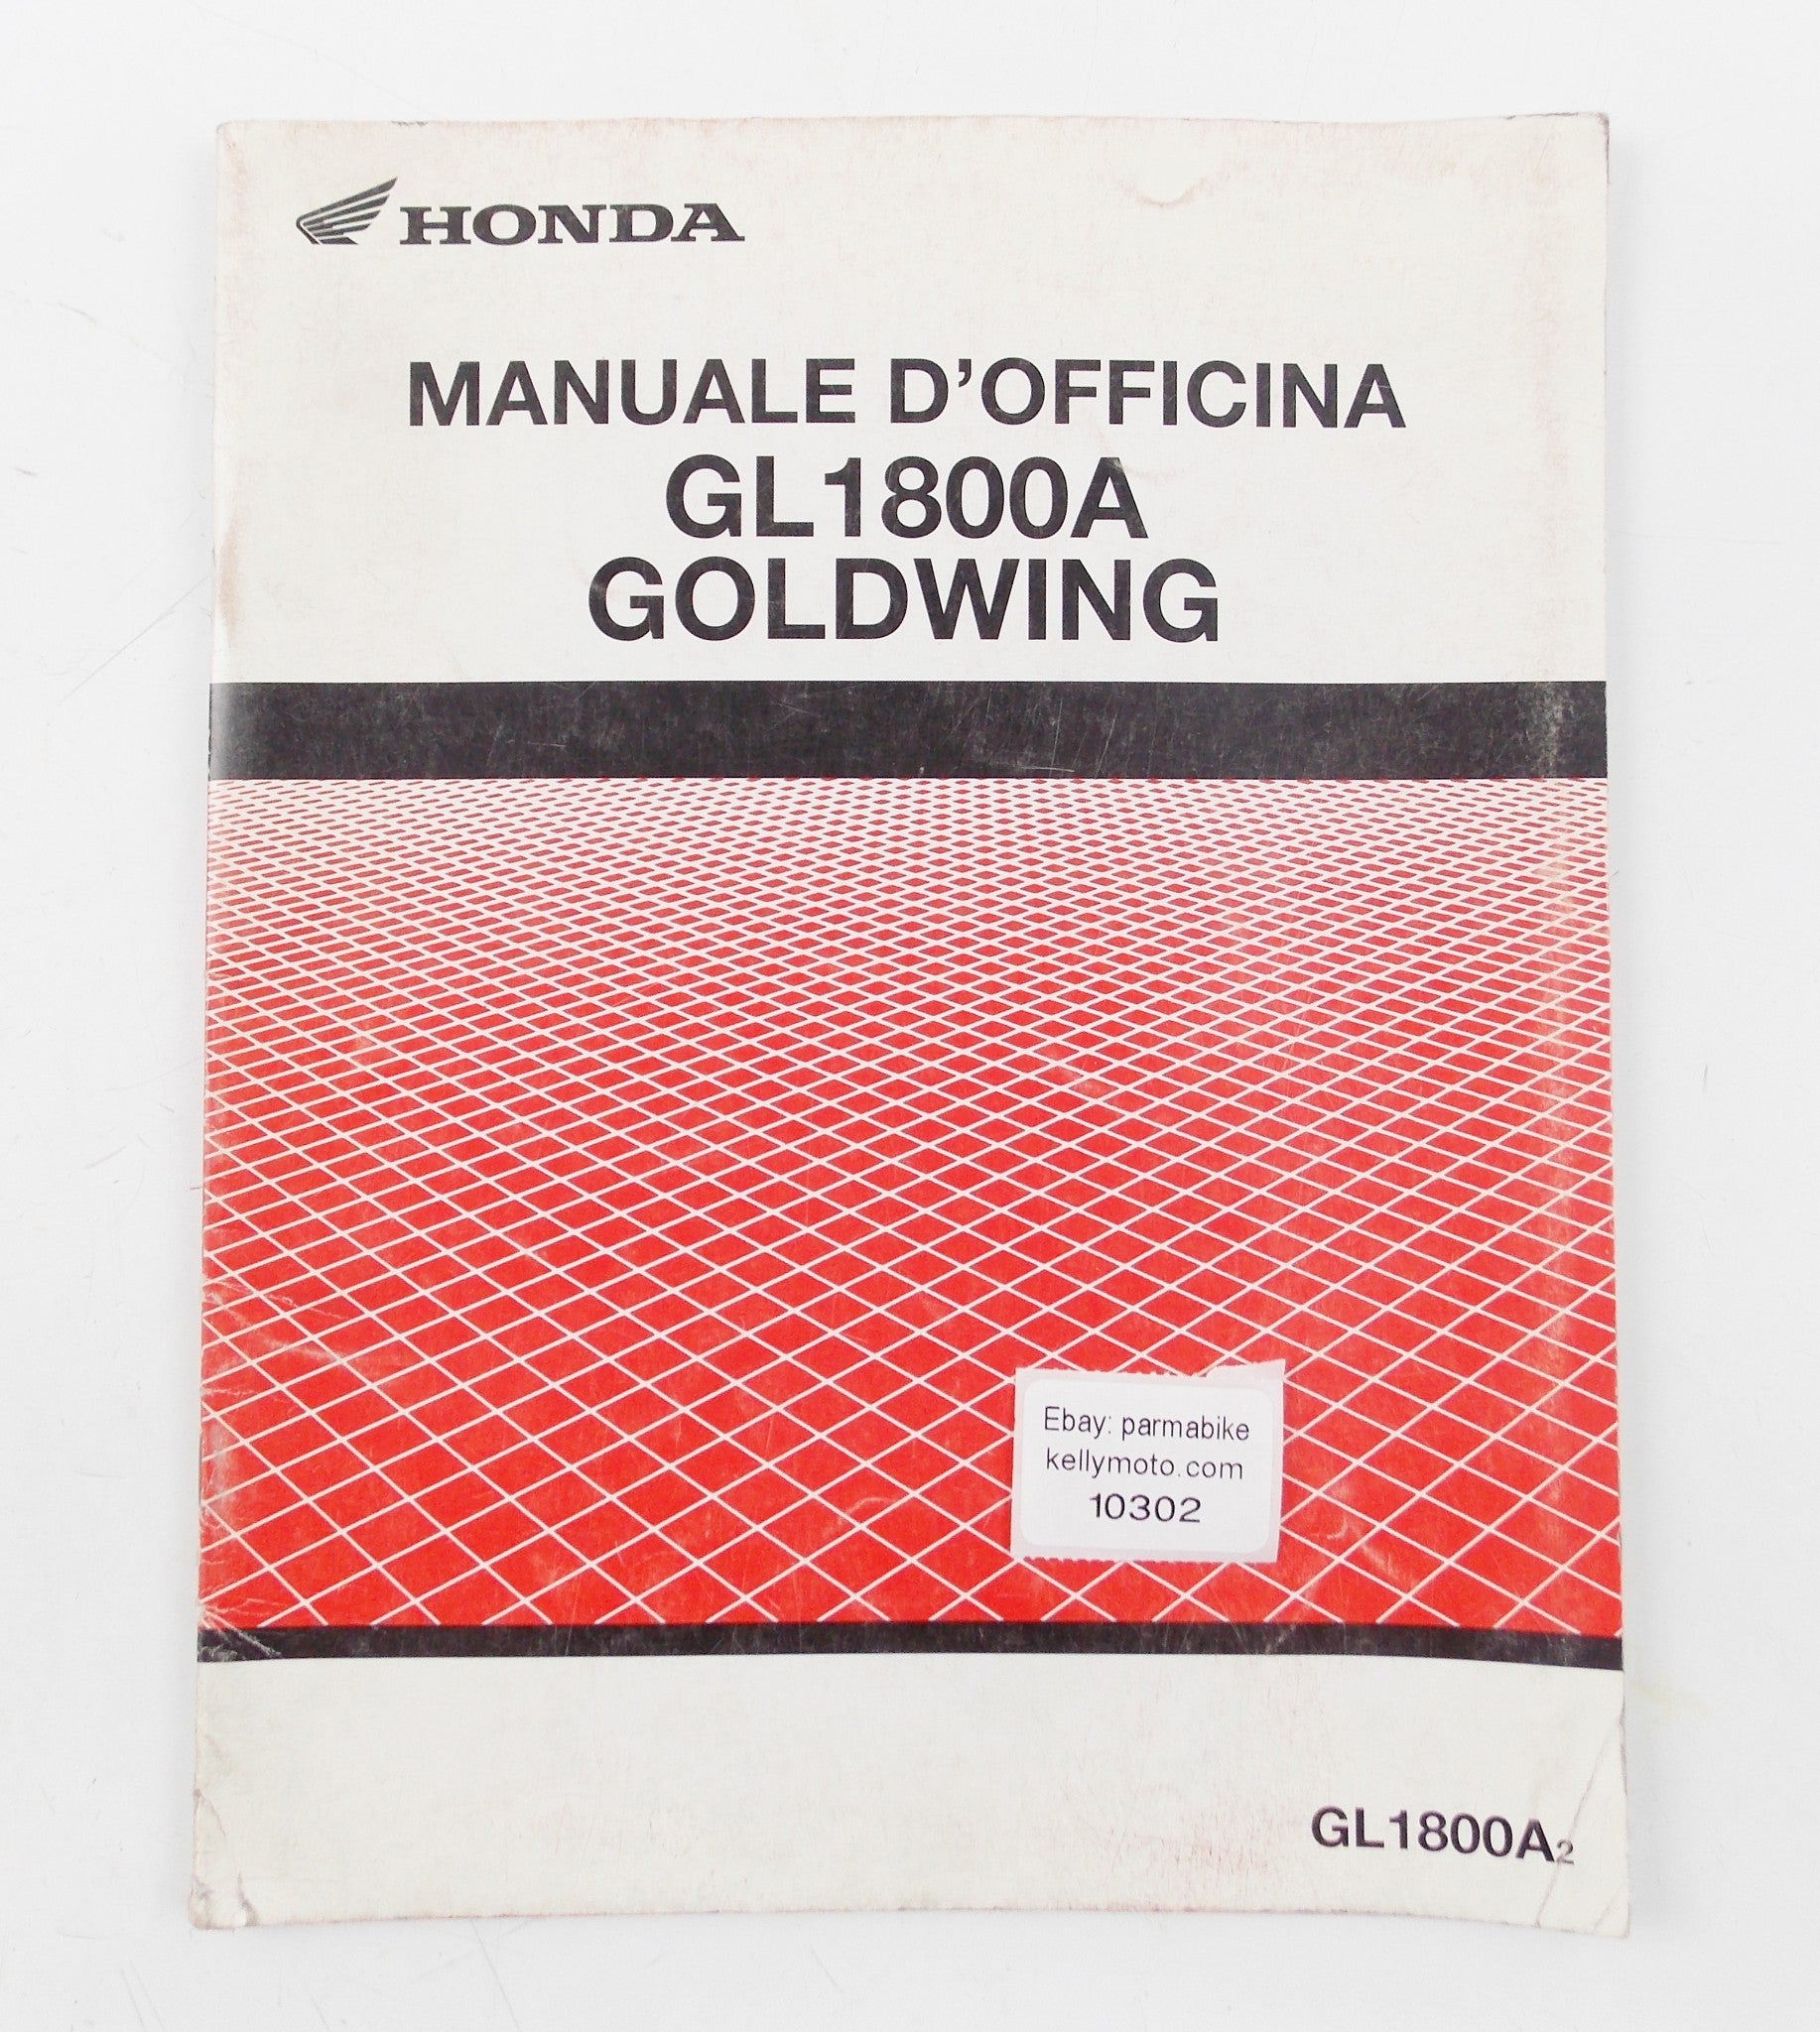 HONDA
MANUALE D'OFFICINA
GL1800A
GOLDWING
Ebay: parmabike
kellymoto.com
10302
GL1800A2